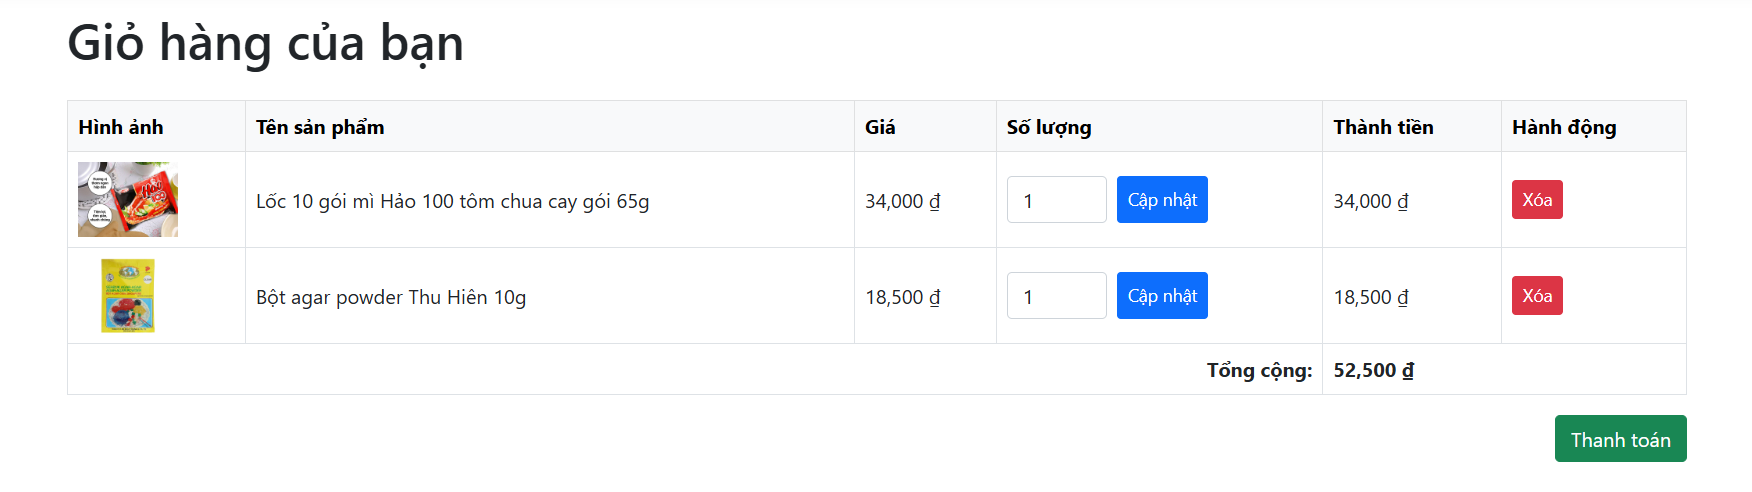 Giỏ hàng của bạn
Hình ảnh Tên sản phẩm Giá Số lượng Thành tiền Hành động
Hảo 100
Lốc 10 gói mì Hảo 100 tôm chua cay gói 65g 34,000 ₫ 1 Cập nhật 34,000 ₫ Xóa
Bột agar powder Thu Hiên 10g 18,500 ₫ 1 Cập nhật 18,500 ₫ Xóa
Tổng cộng: 52,500 ₫
Thanh toán